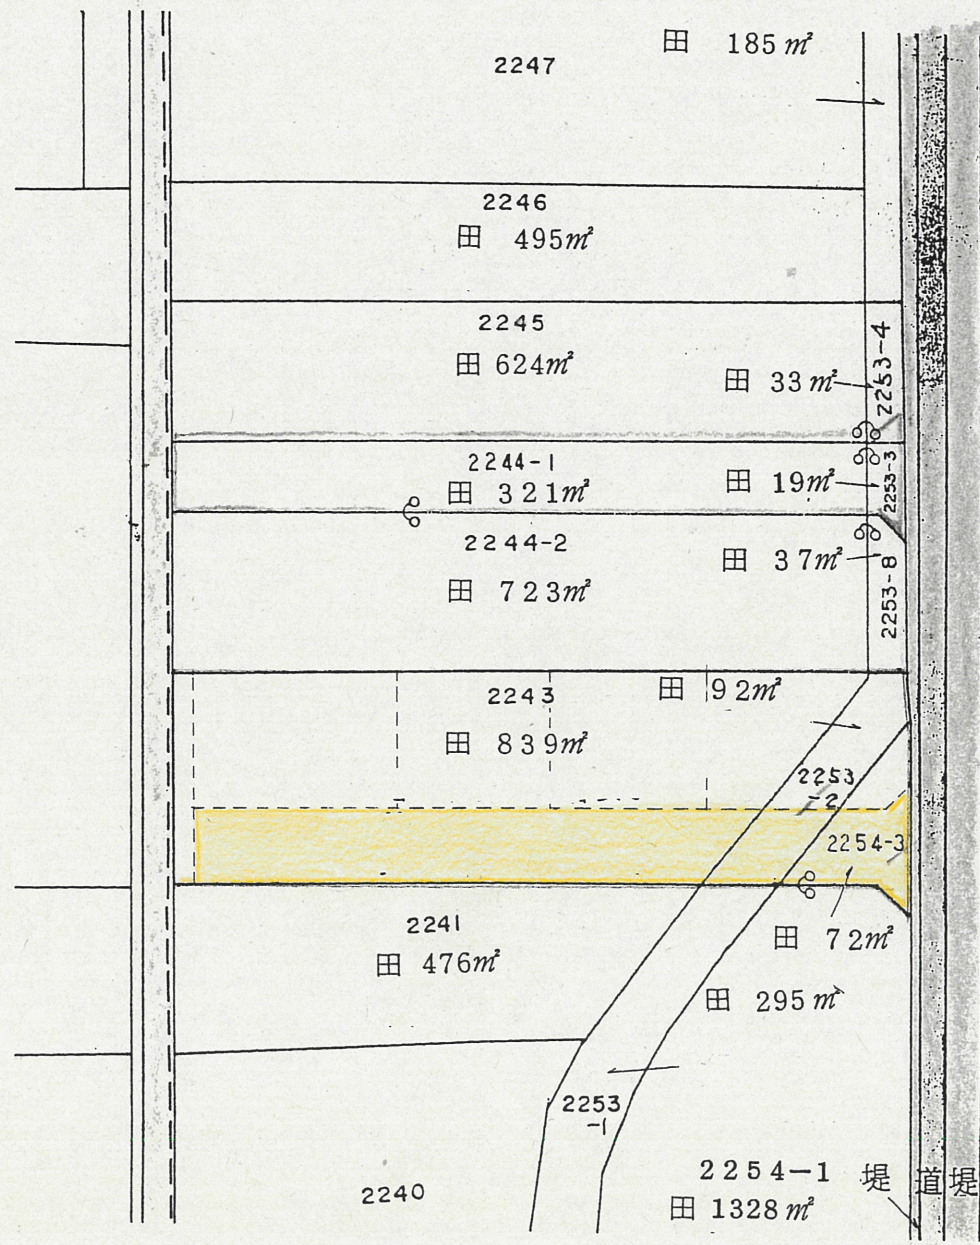 田 185㎡
2247
2246
田 495㎡
2245
田 624㎡
田 33㎡
2253-4
2244-1
田 321㎡
田 19㎡
2253-3
2244-2
田 723㎡
田 37㎡
2253-8
2243
田 839㎡
田 92㎡
2253
-2
2254-3
2241
田 476㎡
田 72㎡
田 295㎡
2253
-1
2240
2254-1
田 1328㎡
堤 道 堤